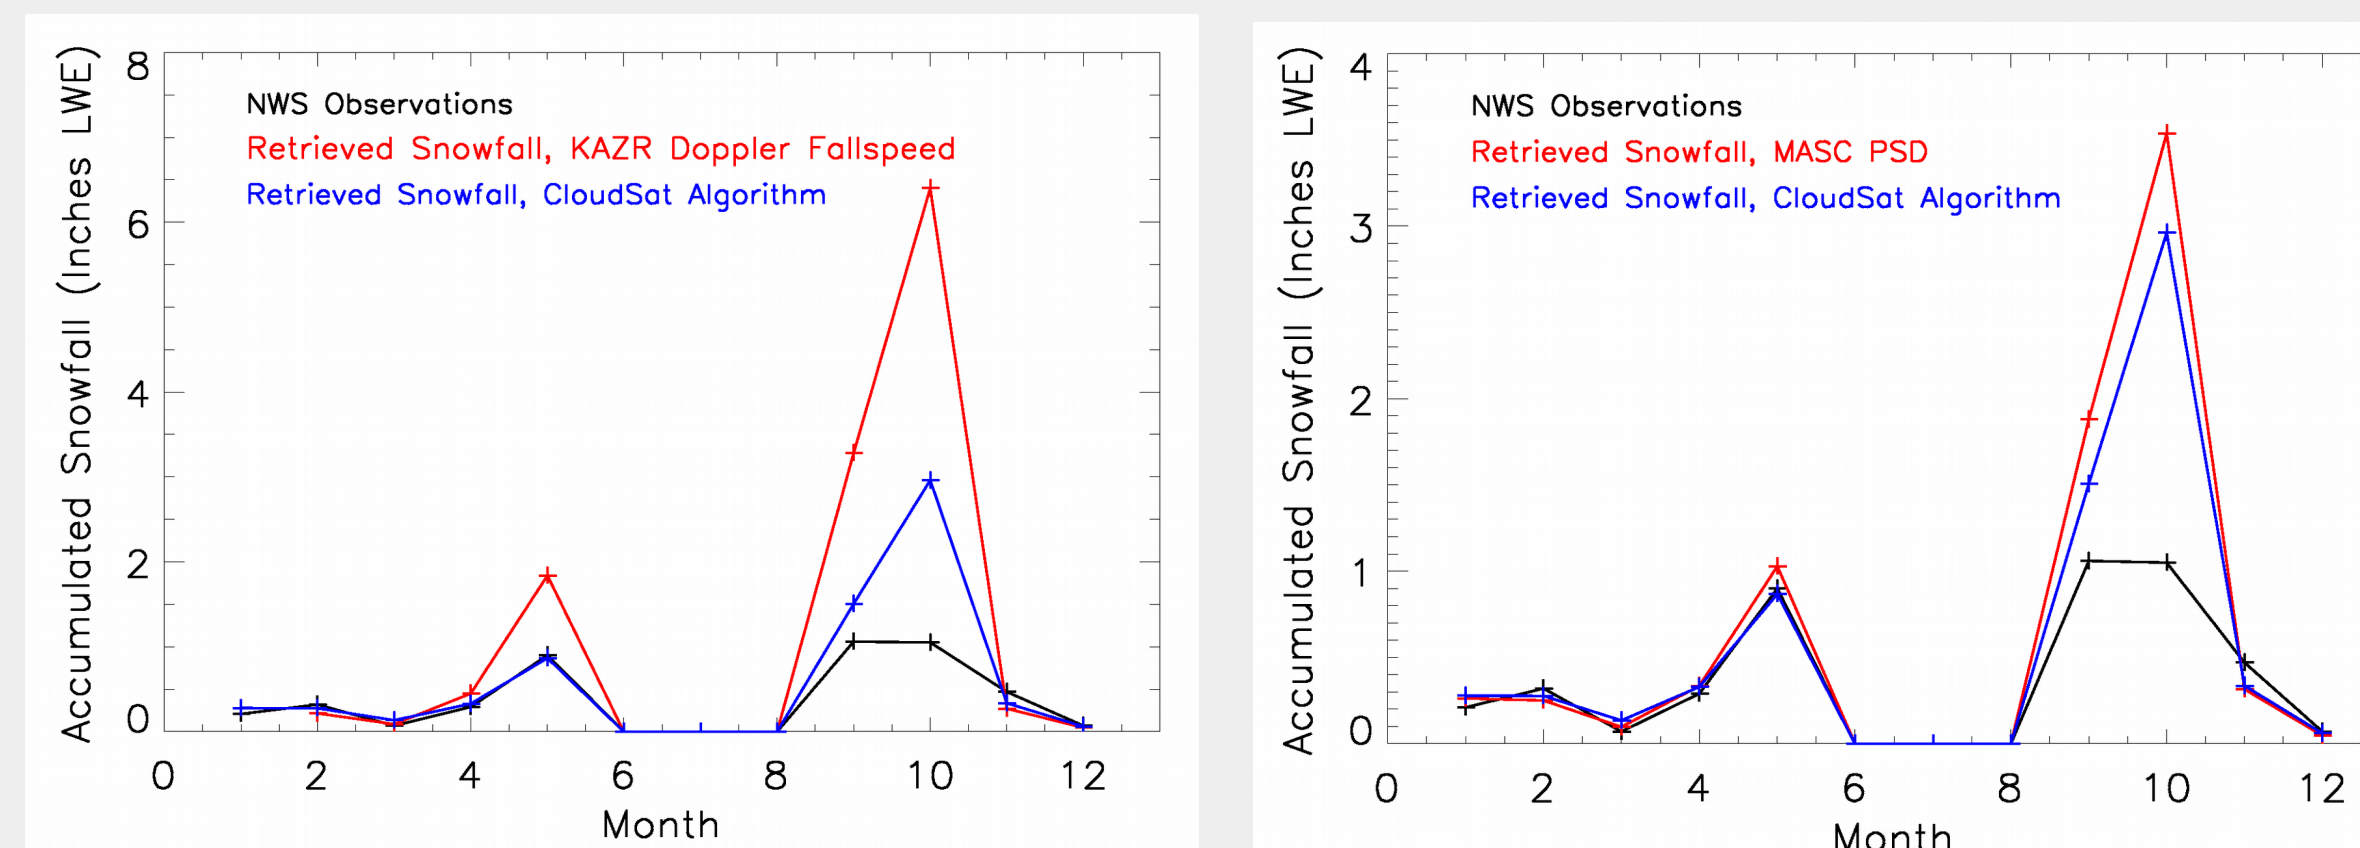 Accumulated Snowfall (Inches LWE)
8
6
4
2
0
NWS Observations
Retrieved Snowfall, KAZR Doppler Fallspeed
Retrieved Snowfall, CloudSat Algorithm
0 2 4 6 8 10 12
Month
Accumulated Snowfall (Inches LWE)
4
3
2
1
0
NWS Observations
Retrieved Snowfall, MASC PSD
Retrieved Snowfall, CloudSat Algorithm
0 2 4 6 8 10 12
Month